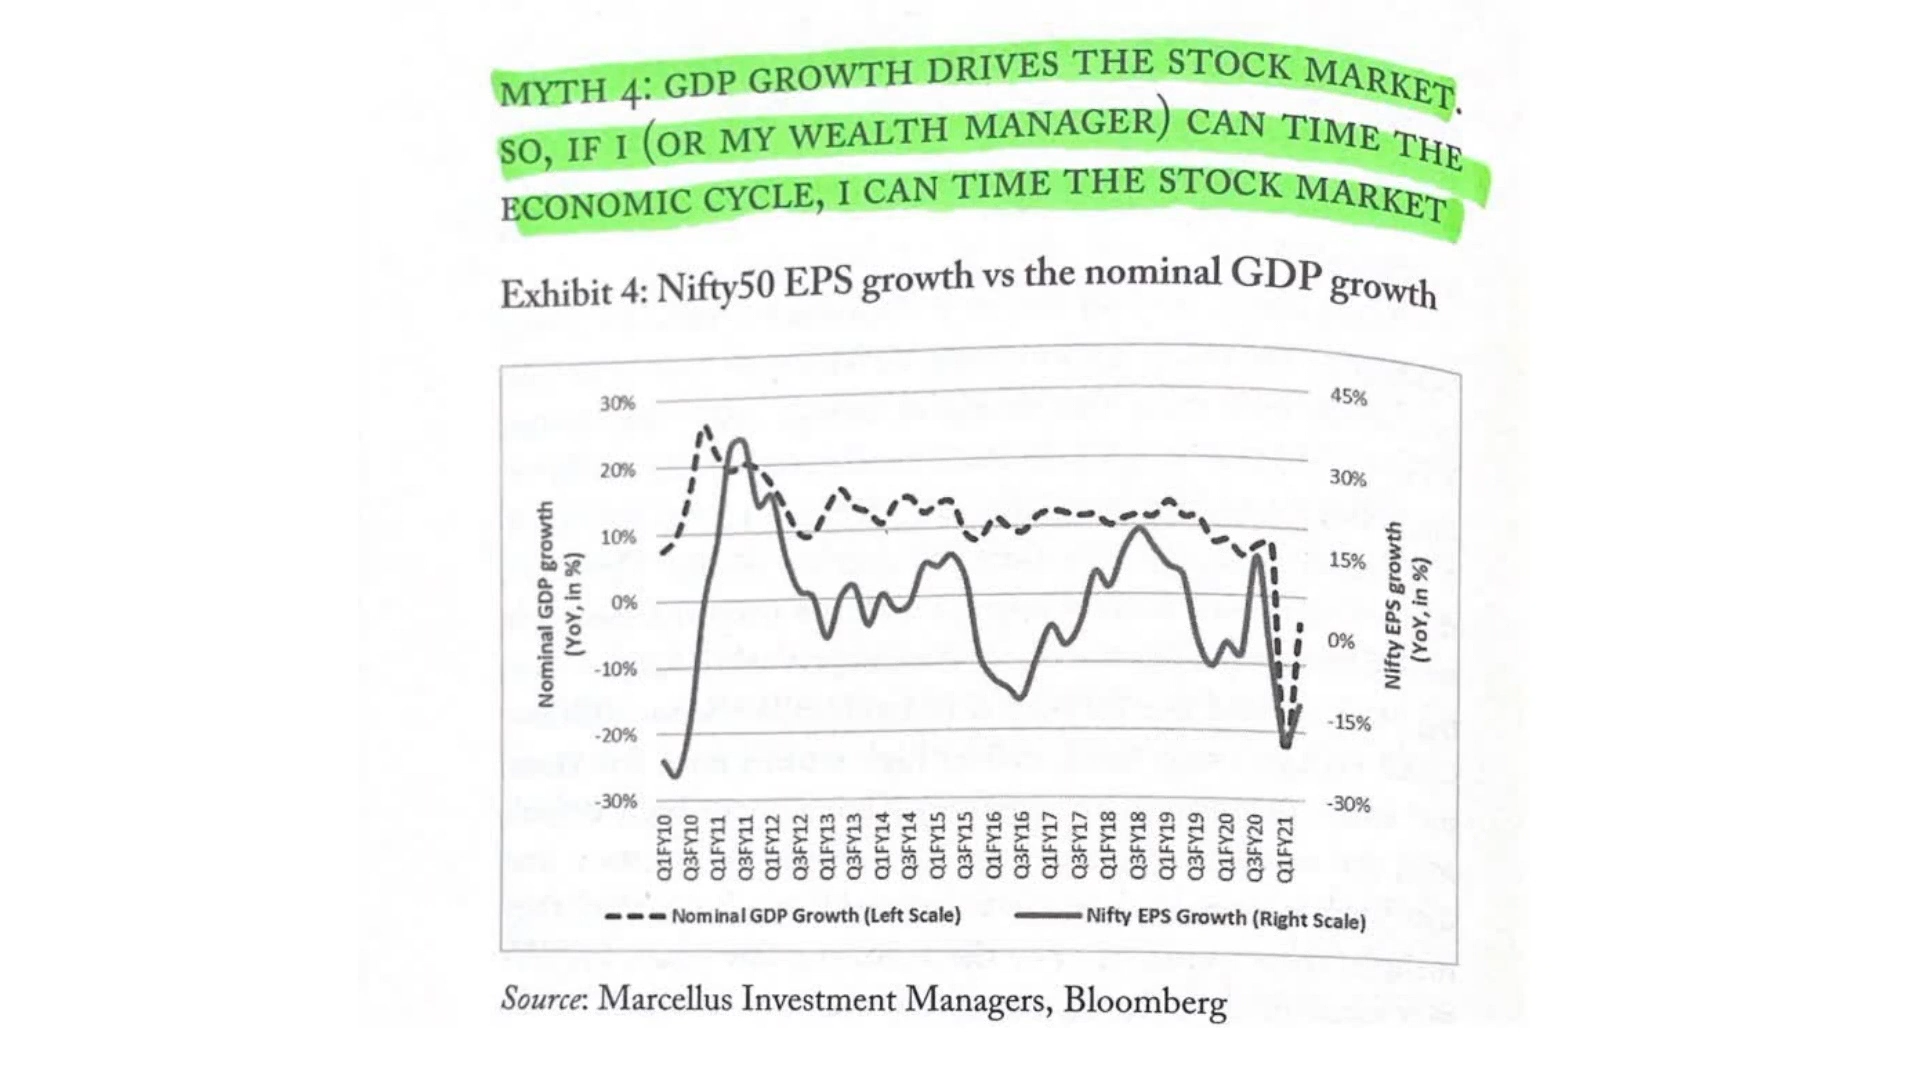 MYTH 4: GDP GROWTH DRIVES THE STOCK MARKET.
SO, IF I (OR MY WEALTH MANAGER) CAN TIME THE
ECONOMIC CYCLE, I CAN TIME THE STOCK MARKET
Exhibit 4: Nifty50 EPS growth vs the nominal GDP growth
30%
20%
10%
0%
-10%
-20%
-30%
Nominal GDP growth
(YoY, in %)
45%
30%
15%
0%
-15%
-30%
Nifty EPS growth
(YoY, in %)
Q1FY10
Q3FY10
Q1FY11
Q3FY11
Q1FY12
Q3FY12
Q1FY13
Q3FY13
Q1FY14
Q3FY14
Q1FY15
Q3FY15
Q1FY16
Q3FY16
Q1FY17
Q3FY17
Q1FY18
Q3FY18
Q1FY19
Q3FY19
Q1FY20
Q3FY20
Q1FY21
Nominal GDP Growth (Left Scale)
Nifty EPS Growth (Right Scale)
Source: Marcellus Investment Managers, Bloomberg